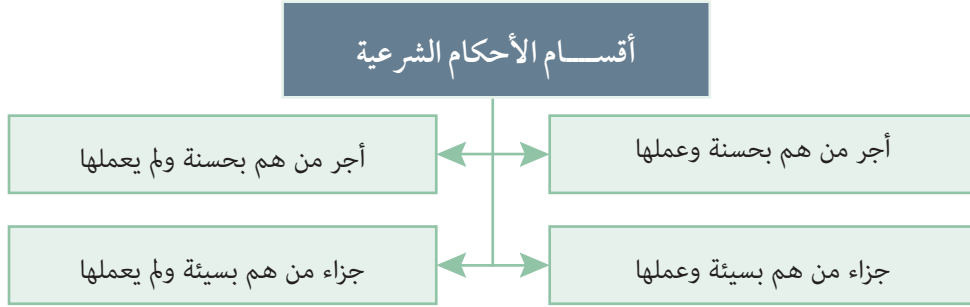 أقســـام الأحكام الشرعية
أجر من هم بحسنة وعملها
أجر من هم بحسنة ولم يعملها
جزاء من هم بسيئة وعملها
جزاء من هم بسيئة ولم يعملها